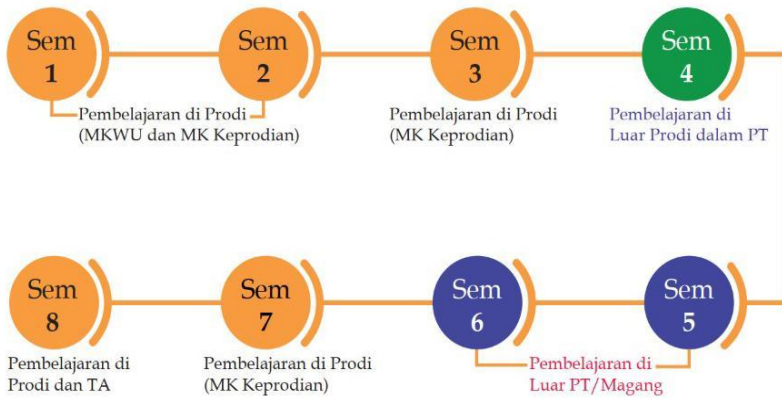 Sem
1
Sem
2
Sem
3
Sem
4
Pembelajaran di Prodi
(MKWU dan MK Keprodian)
Pembelajaran di Prodi
(MK Keprodian)
Pembelajaran di
Luar Prodi dalam PT
Sem
8
Sem
7
Sem
6
Sem
5
Pembelajaran di
Prodi dan TA
Pembelajaran di Prodi
(MK Keprodian)
Pembelajaran di
Luar PT/Magang